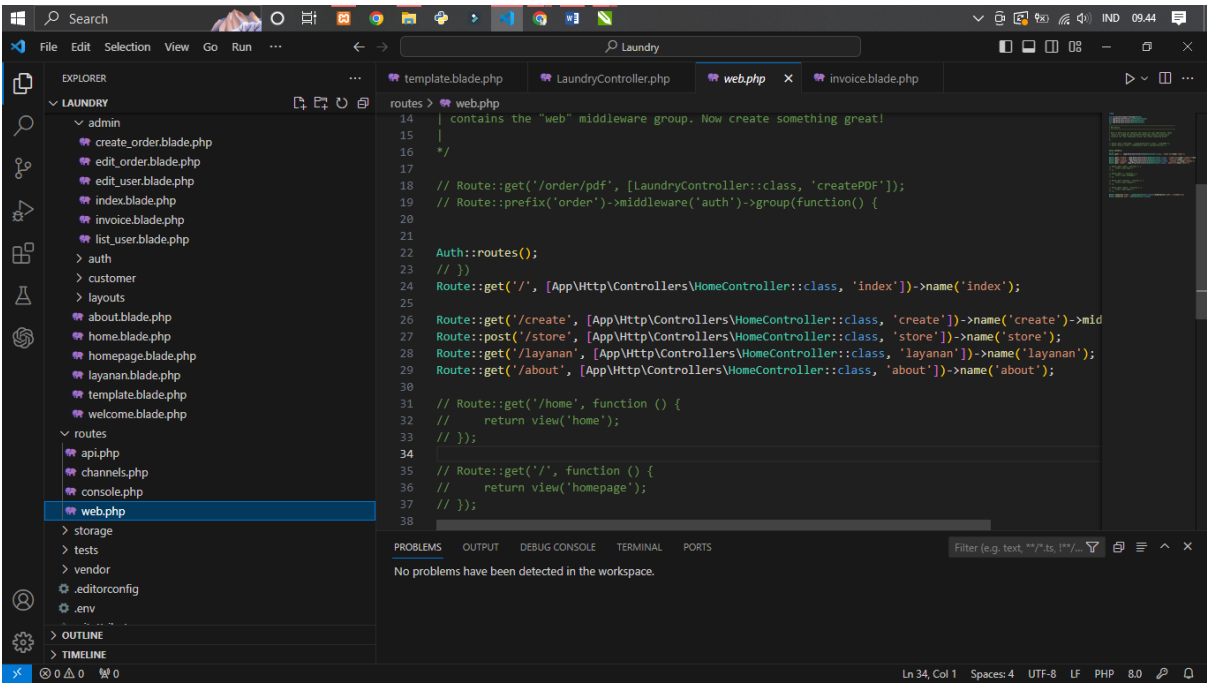 Search
IND 09.44
File Edit Selection View Go Run ···
Laundry
EXPLORER ···
LAUNDRY
admin
create_order.blade.php
edit_order.blade.php
edit_user.blade.php
index.blade.php
invoice.blade.php
list_user.blade.php
auth
customer
layouts
about.blade.php
home.blade.php
homepage.blade.php
layanan.blade.php
template.blade.php
welcome.blade.php
routes
api.php
channels.php
console.php
web.php
storage
tests
vendor
.editorconfig
.env
OUTLINE
TIMELINE
template.blade.php LaundryController.php web.php invoice.blade.php
routes > web.php
14 | contains the "web" middleware group. Now create something great!
15 |
16 */
17
18 // Route::get('/order/pdf', [LaundryController::class, 'createPDF']);
19 // Route::prefix('order')->middleware('auth')->group(function() {
20
21
22 Auth::routes();
23 // })
24 Route::get('/', [App\Http\Controllers\HomeController::class, 'index'])->name('index');
25
26 Route::get('/create', [App\Http\Controllers\HomeController::class, 'create'])->name('create')->mid
27 Route::post('/store', [App\Http\Controllers\HomeController::class, 'store'])->name('store');
28 Route::get('/layanan', [App\Http\Controllers\HomeController::class, 'layanan'])->name('layanan');
29 Route::get('/about', [App\Http\Controllers\HomeController::class, 'about'])->name('about');
30
31 // Route::get('/home', function () {
32 //     return view('home');
33 // });
34
35 // Route::get('/', function () {
36 //     return view('homepage');
37 // });
38
PROBLEMS OUTPUT DEBUG CONSOLE TERMINAL PORTS
Filter (e.g. text, **/*.ts, !**/...
No problems have been detected in the workspace.
0 0 0
Ln 34, Col 1 Spaces: 4 UTF-8 LF PHP 8.0